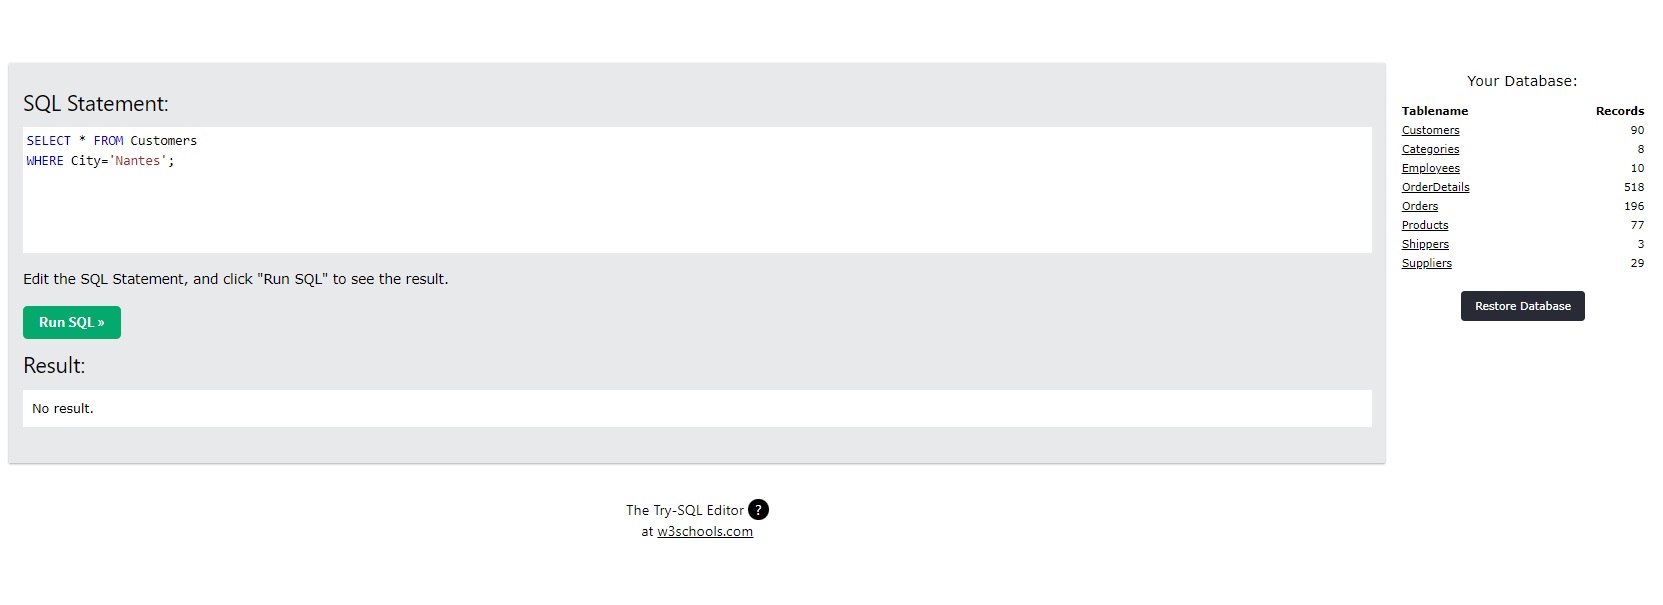 SQL Statement:
SELECT * FROM Customers
WHERE City='Nantes';
Edit the SQL Statement, and click "Run SQL" to see the result.
Run SQL »
Result:
No result.
The Try-SQL Editor ?
at w3schools.com
Your Database:
Tablename Records
Customers 90
Categories 8
Employees 10
OrderDetails 518
Orders 196
Products 77
Shippers 3
Suppliers 29
Restore Database